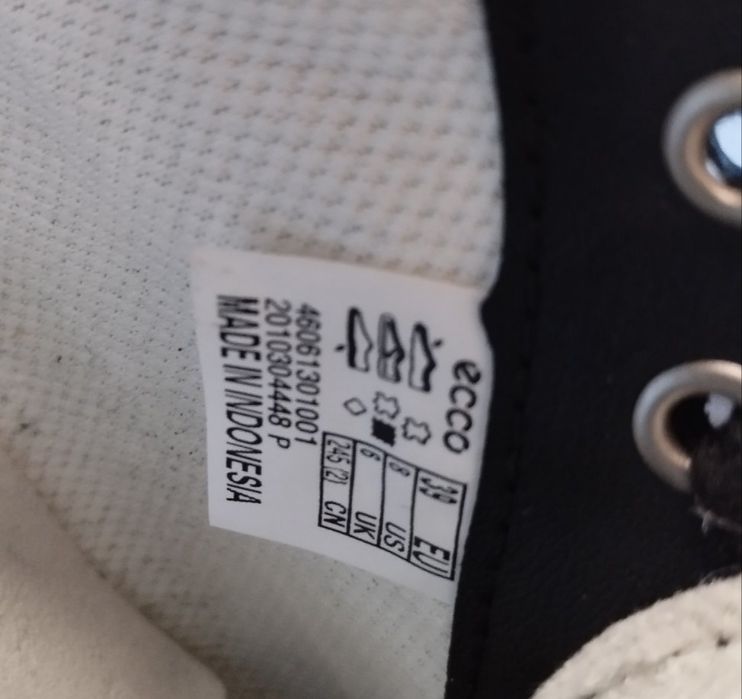 ecco
39 EU
8 US
6 UK
245 (2) CN
46061301001
2010304448 P
MADE IN INDONESIA